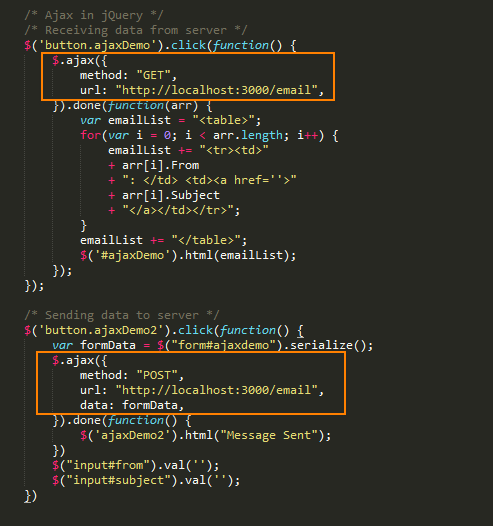 /* Ajax in jQuery */
/* Receiving data from server */
$('button.ajaxDemo').click(function() {
    $.ajax({
        method: "GET",
        url: "http://localhost:3000/email",
    }).done(function(arr) {
        var emailList = "<table>";
        for(var i = 0; i < arr.length; i++) {
            emailList += "<tr><td>"
            + arr[i].From
            + ": </td> <td><a href=''>"
            + arr[i].Subject
            + "</a></td></tr>";
        }
        emailList += "</table>";
        $('#ajaxDemo').html(emailList);
    });
});
/* Sending data to server */
$('button.ajaxDemo2').click(function() {
    var formData = $("form#ajaxdemo").serialize();
    $.ajax({
        method: "POST",
        url: "http://localhost:3000/email",
        data: formData,
    }).done(function() {
        $('ajaxDemo2').html("Message Sent");
    })
    $("input#from").val('');
    $("input#subject").val('');
})